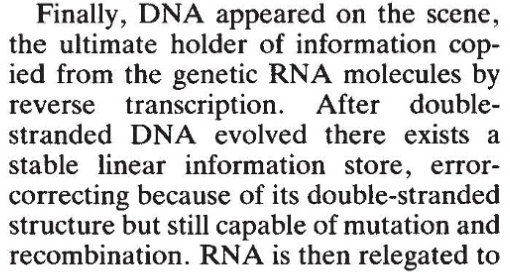 Finally, DNA appeared on the scene,
the ultimate holder of information cop-
ied from the genetic RNA molecules by
reverse transcription. After double-
stranded DNA evolved there exists a
stable linear information store, error-
correcting because of its double-stranded
structure but still capable of mutation and
recombination. RNA is then relegated to